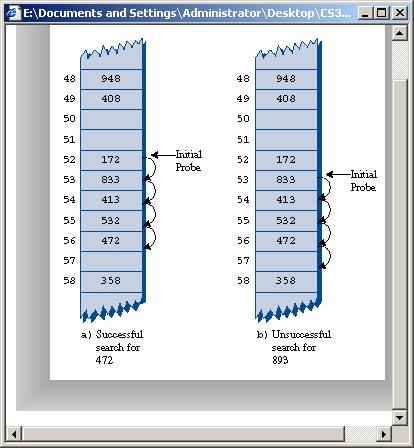 E:\Documents and Settings\Administrator\Desktop\CS3...
48 948
49 408
50
51
52 172
53 833
54 413
55 532
56 472
57
58 358
Initial
Probe
a) Successful
search for
472
48 948
49 408
50
51
52 172
53 833
54 413
55 532
56 472
57
58 358
Initial
Probe
b) Unsuccessful
search for
893